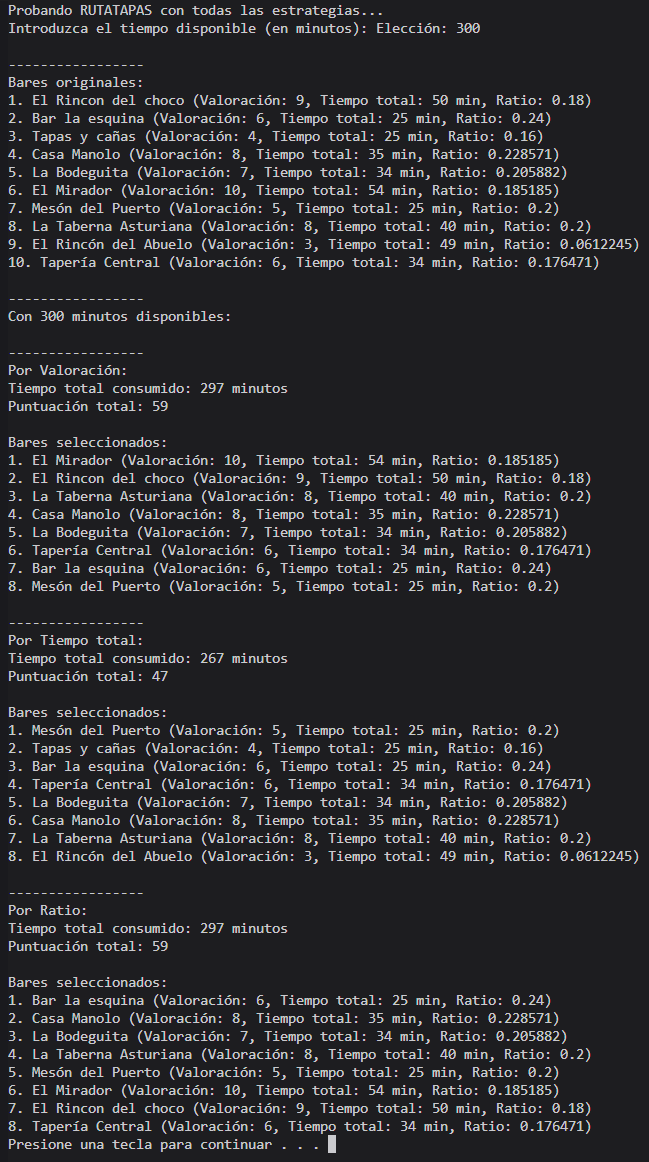 Probando RUTATAPAS con todas las estrategias...
Introduzca el tiempo disponible (en minutos): Elección: 300
-----------------
Bares originales:
1. El Rincon del choco (Valoración: 9, Tiempo total: 50 min, Ratio: 0.18)
2. Bar la esquina (Valoración: 6, Tiempo total: 25 min, Ratio: 0.24)
3. Tapas y cañas (Valoración: 4, Tiempo total: 25 min, Ratio: 0.16)
4. Casa Manolo (Valoración: 8, Tiempo total: 35 min, Ratio: 0.228571)
5. La Bodeguita (Valoración: 7, Tiempo total: 34 min, Ratio: 0.205882)
6. El Mirador (Valoración: 10, Tiempo total: 54 min, Ratio: 0.185185)
7. Mesón del Puerto (Valoración: 5, Tiempo total: 25 min, Ratio: 0.2)
8. La Taberna Asturiana (Valoración: 8, Tiempo total: 40 min, Ratio: 0.2)
9. El Rincón del Abuelo (Valoración: 3, Tiempo total: 49 min, Ratio: 0.0612245)
10. Tapería Central (Valoración: 6, Tiempo total: 34 min, Ratio: 0.176471)
-----------------
Con 300 minutos disponibles:
-----------------
Por Valoración:
Tiempo total consumido: 297 minutos
Puntuación total: 59
Bares seleccionados:
1. El Mirador (Valoración: 10, Tiempo total: 54 min, Ratio: 0.185185)
2. El Rincon del choco (Valoración: 9, Tiempo total: 50 min, Ratio: 0.18)
3. La Taberna Asturiana (Valoración: 8, Tiempo total: 40 min, Ratio: 0.2)
4. Casa Manolo (Valoración: 8, Tiempo total: 35 min, Ratio: 0.228571)
5. La Bodeguita (Valoración: 7, Tiempo total: 34 min, Ratio: 0.205882)
6. Tapería Central (Valoración: 6, Tiempo total: 34 min, Ratio: 0.176471)
7. Bar la esquina (Valoración: 6, Tiempo total: 25 min, Ratio: 0.24)
8. Mesón del Puerto (Valoración: 5, Tiempo total: 25 min, Ratio: 0.2)
-----------------
Por Tiempo total:
Tiempo total consumido: 267 minutos
Puntuación total: 47
Bares seleccionados:
1. Mesón del Puerto (Valoración: 5, Tiempo total: 25 min, Ratio: 0.2)
2. Tapas y cañas (Valoración: 4, Tiempo total: 25 min, Ratio: 0.16)
3. Bar la esquina (Valoración: 6, Tiempo total: 25 min, Ratio: 0.24)
4. Tapería Central (Valoración: 6, Tiempo total: 34 min, Ratio: 0.176471)
5. La Bodeguita (Valoración: 7, Tiempo total: 34 min, Ratio: 0.205882)
6. Casa Manolo (Valoración: 8, Tiempo total: 35 min, Ratio: 0.228571)
7. La Taberna Asturiana (Valoración: 8, Tiempo total: 40 min, Ratio: 0.2)
8. El Rincón del Abuelo (Valoración: 3, Tiempo total: 49 min, Ratio: 0.0612245)
-----------------
Por Ratio:
Tiempo total consumido: 297 minutos
Puntuación total: 59
Bares seleccionados:
1. Bar la esquina (Valoración: 6, Tiempo total: 25 min, Ratio: 0.24)
2. Casa Manolo (Valoración: 8, Tiempo total: 35 min, Ratio: 0.228571)
3. La Bodeguita (Valoración: 7, Tiempo total: 34 min, Ratio: 0.205882)
4. La Taberna Asturiana (Valoración: 8, Tiempo total: 40 min, Ratio: 0.2)
5. Mesón del Puerto (Valoración: 5, Tiempo total: 25 min, Ratio: 0.2)
6. El Mirador (Valoración: 10, Tiempo total: 54 min, Ratio: 0.185185)
7. El Rincon del choco (Valoración: 9, Tiempo total: 50 min, Ratio: 0.18)
8. Tapería Central (Valoración: 6, Tiempo total: 34 min, Ratio: 0.176471)
Presione una tecla para continuar . . .